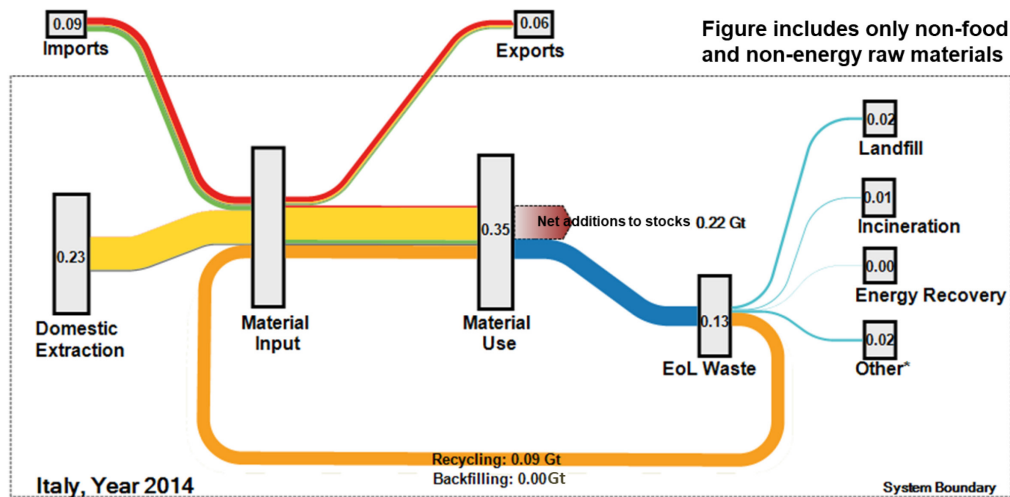 0.09
Imports
0.06
Exports
Figure includes only non-food
and non-energy raw materials
0.02
Landfill
0.01
Incineration
0.00
Energy Recovery
0.02
Other*
0.23
Domestic
Extraction
Material
Input
0.35
Material
Use
Net additions to stocks 0.22 Gt
0.13
EoL Waste
Recycling: 0.09 Gt
Backfilling: 0.00Gt
Italy, Year 2014
System Boundary